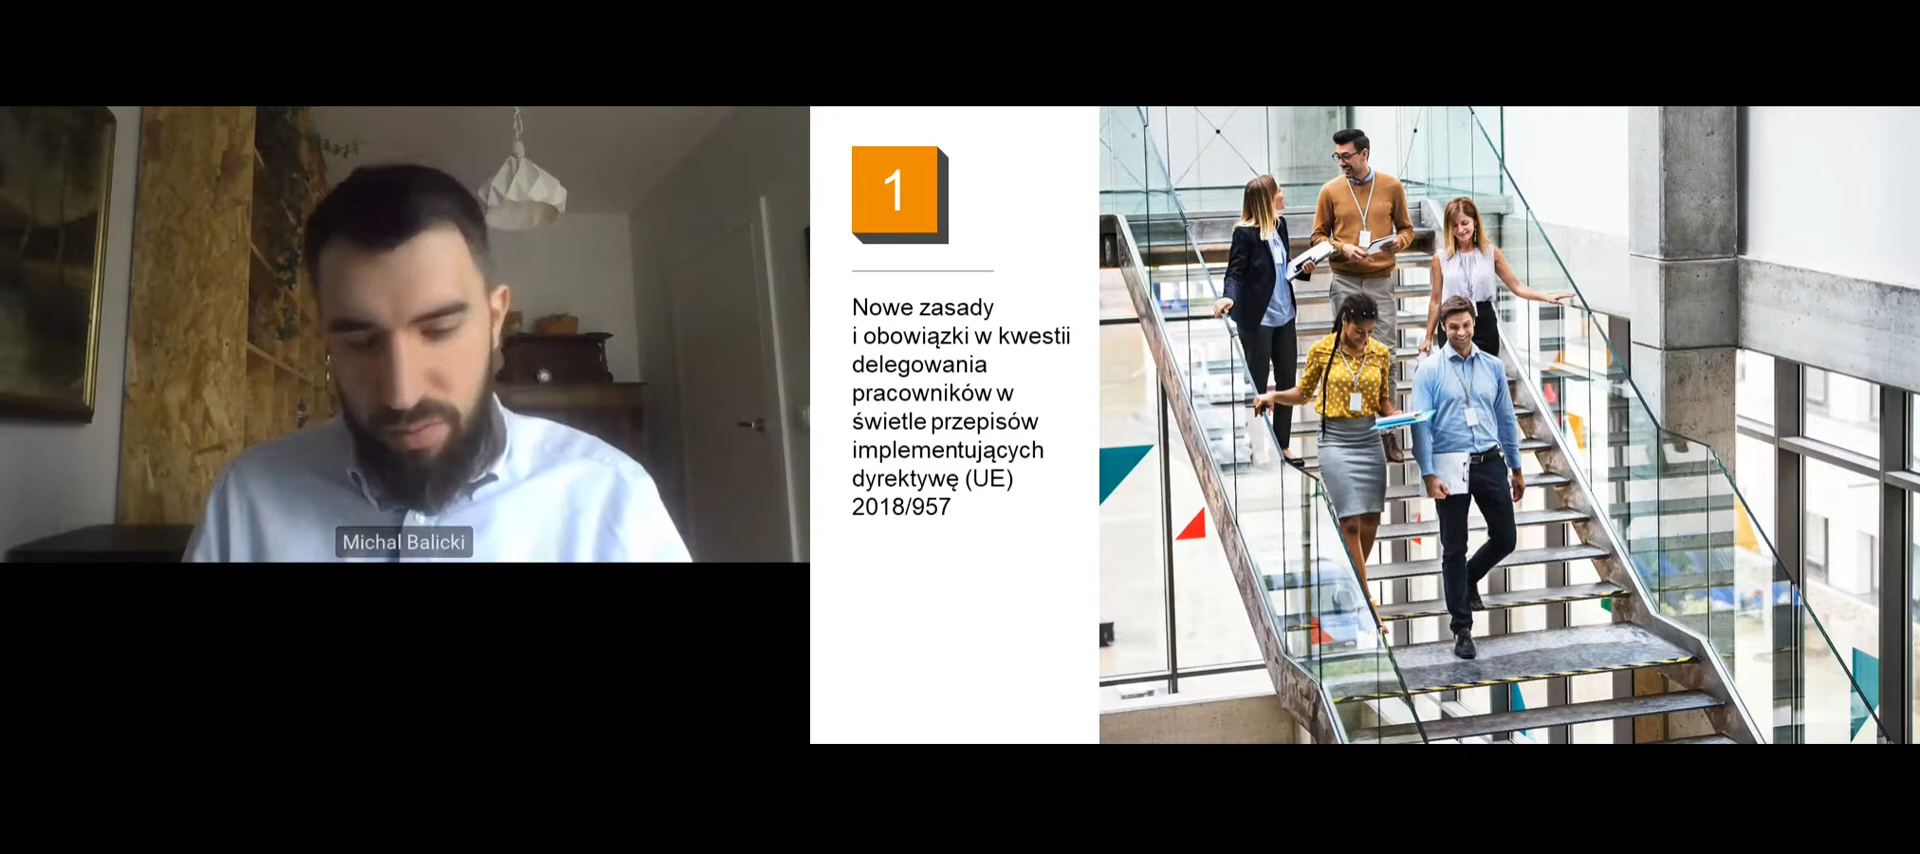 Michal Balicki
1
Nowe zasady
i obowiązki w kwestii
delegowania
pracowników w
świetle przepisów
implementujących
dyrektywę (UE)
2018/957